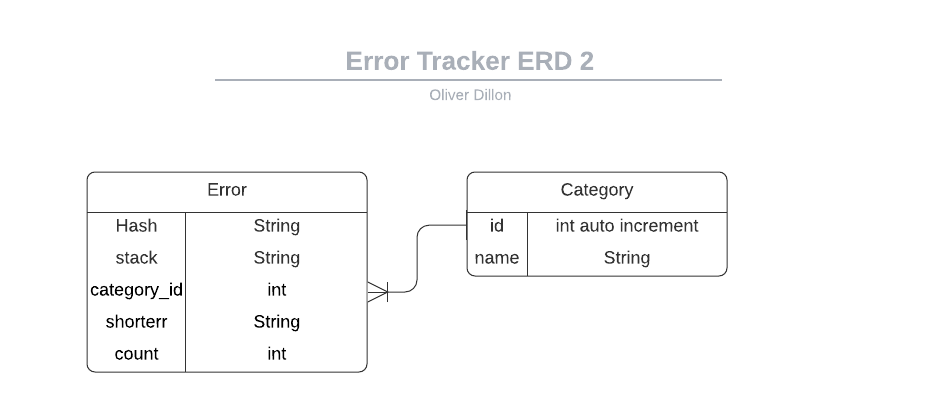 Error Tracker ERD 2
Oliver Dillon
Error
Hash String
stack String
category_id int
shorterr String
count int
Category
id int auto increment
name String